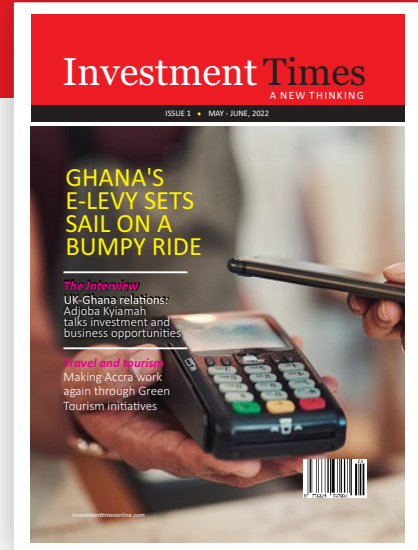 Investment Times
A NEW THINKING
ISSUE 1 • MAY - JUNE, 2022
GHANA'S
E-LEVY SETS
SAIL ON A
BUMPY RIDE
The Interview
UK-Ghana relations:
Adjoba Kyiamah
talks investment and
business opportunities
Travel and tourism
Making Accra work
again through Green
Tourism initiatives
investmenttimesonline.com